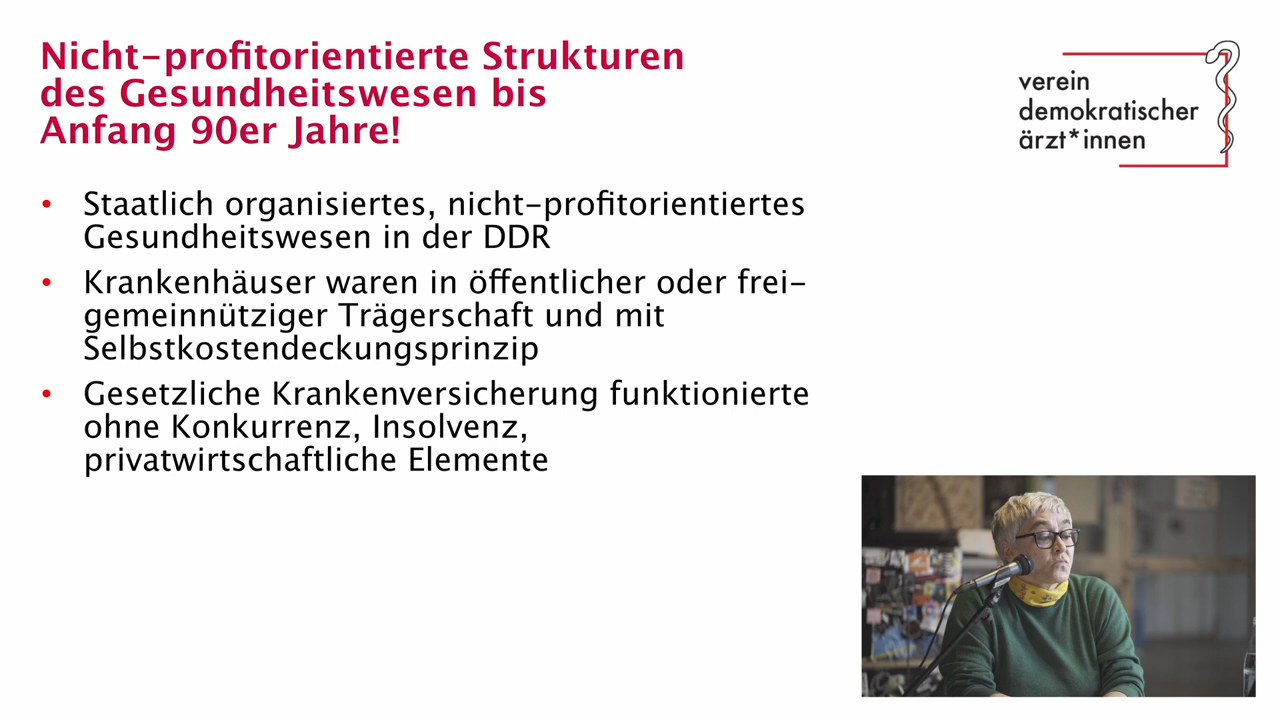 Nicht-profitorientierte Strukturen
des Gesundheitswesen bis
Anfang 90er Jahre!
verein
demokratischer
ärzt*innen
• Staatlich organisiertes, nicht-profitorientiertes
Gesundheitswesen in der DDR
• Krankenhäuser waren in öffentlicher oder frei-
gemeinnütziger Trägerschaft und mit
Selbstkostendeckungsprinzip
• Gesetzliche Krankenversicherung funktionierte
ohne Konkurrenz, Insolvenz,
privatwirtschaftliche Elemente